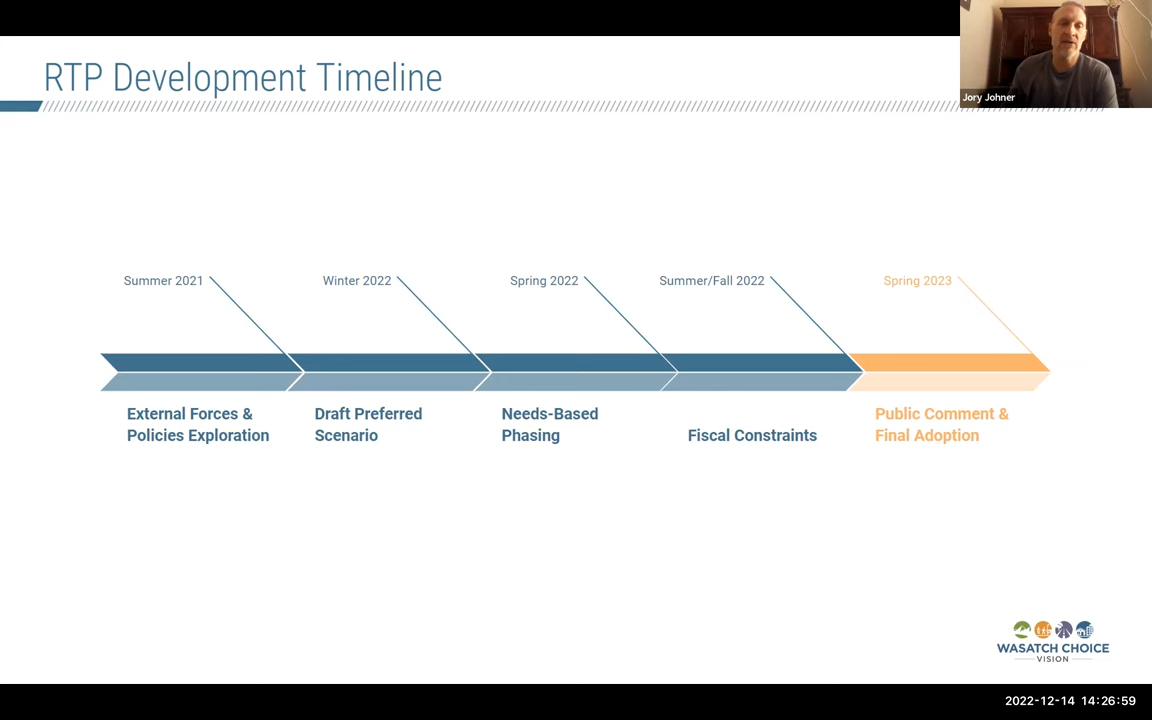 RTP Development Timeline
Jory Johner
Summer 2021
Winter 2022
Spring 2022
Summer/Fall 2022
Spring 2023
External Forces &
Policies Exploration
Draft Preferred
Scenario
Needs-Based
Phasing
Fiscal Constraints
Public Comment &
Final Adoption
WASATCH CHOICE
VISION
2022-12-14 14:26:59